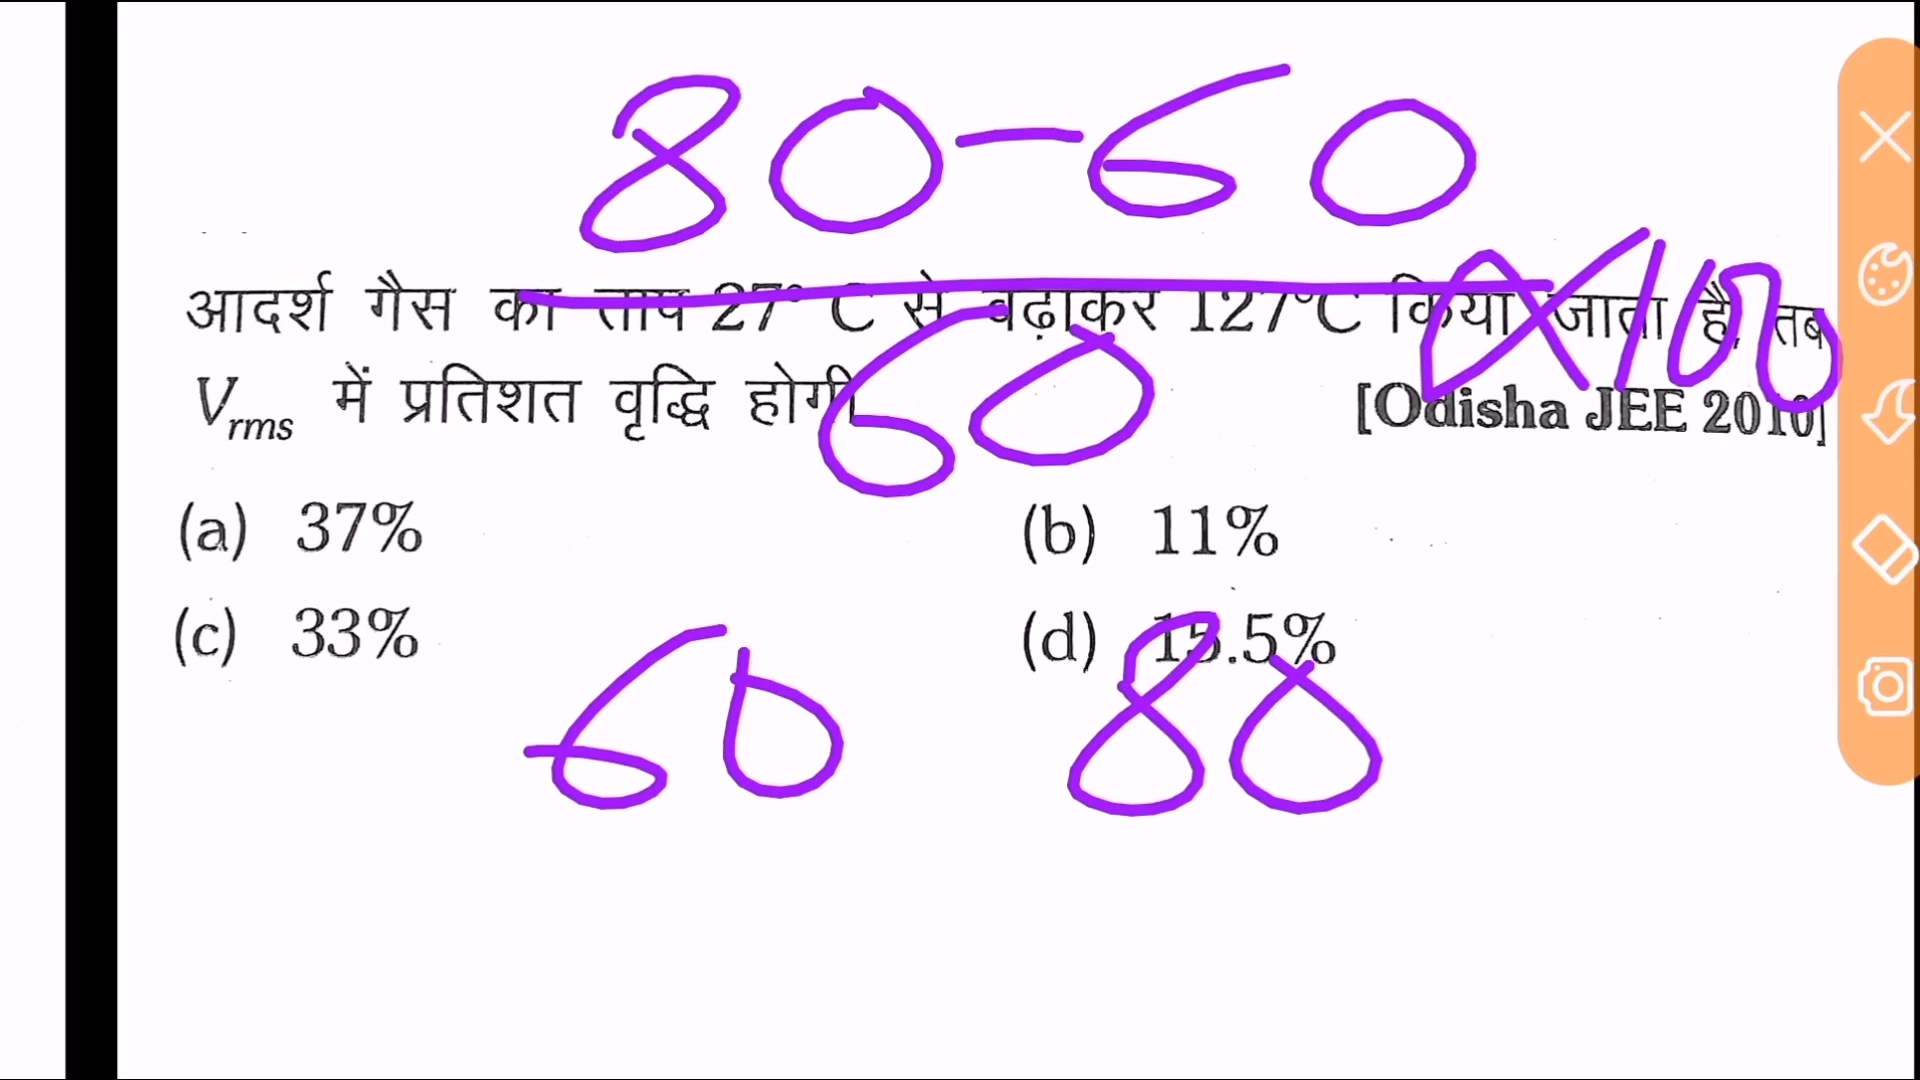 80-60
आदर्श गैस का ताप 27° C से बढ़ाकर 127°C किया जाता है, तब
×100
60
V_rms में प्रतिशत वृद्धि होगी [Odisha JEE 2010]
(a) 37% (b) 11%
(c) 33% (d) 15.5%
60 80